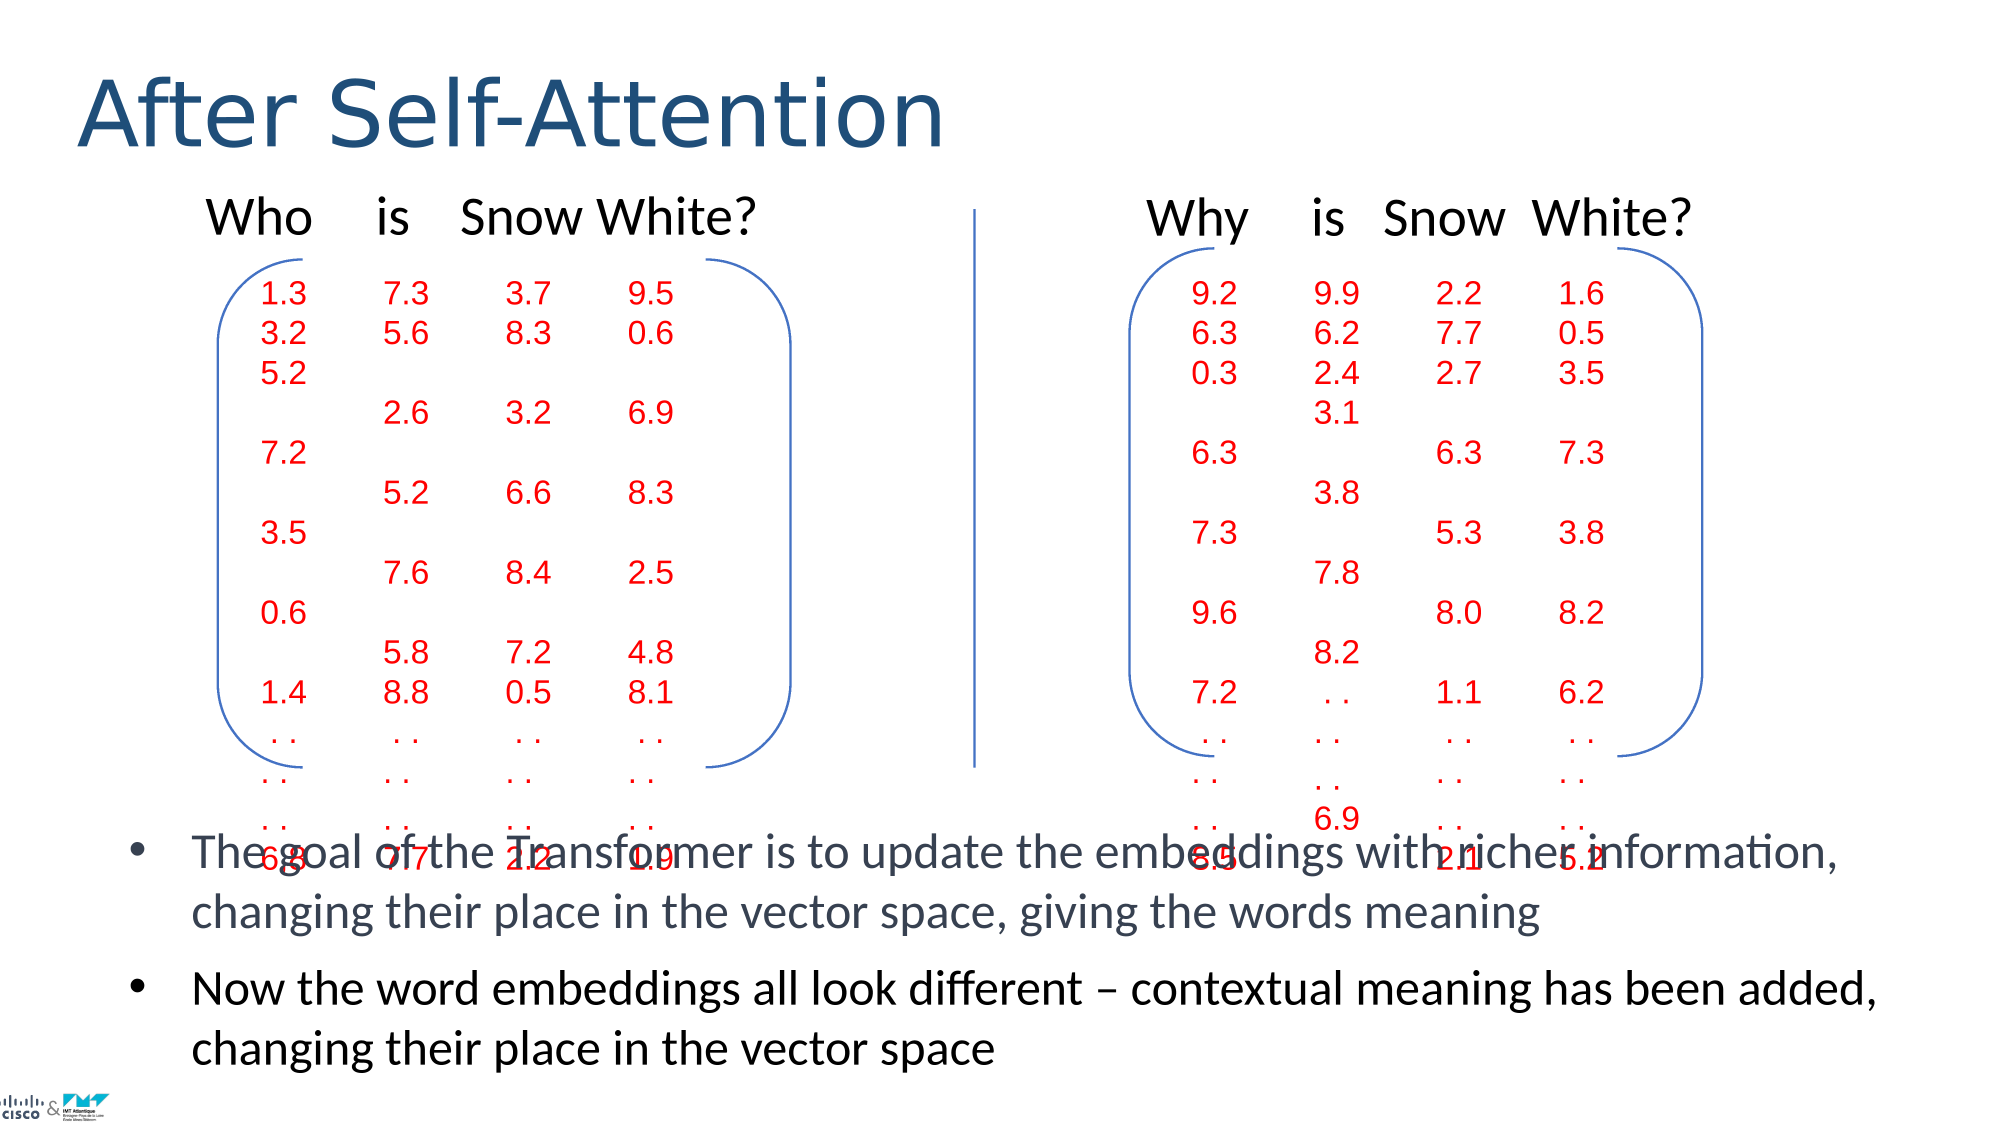 After Self-Attention
Who is Snow White?
Why is Snow White?
1.3 7.3 3.7 9.5
3.2 5.6 8.3 0.6
5.2
2.6 3.2 6.9
7.2
5.2 6.6 8.3
3.5
7.6 8.4 2.5
0.6
5.8 7.2 4.8
1.4 8.8 0.5 8.1
. . . . . . . .
. . . . . . . .
. . . . . . . .
6.8 7.7 2.2 1.9
9.2 9.9 2.2 1.6
6.3 6.2 7.7 0.5
0.3 2.4 2.7 3.5
3.1
6.3 6.3 7.3
3.8
7.3 5.3 3.8
7.8
9.6 8.0 8.2
8.2
7.2 . . 1.1 6.2
. . . . . . . .
. . . . . . . .
. . 6.9 . . . .
8.5 2.1 5.2
• The goal of the Transformer is to update the embeddings with richer information,
changing their place in the vector space, giving the words meaning
• Now the word embeddings all look different – contextual meaning has been added,
changing their place in the vector space
CISCO & IMT Atlantique